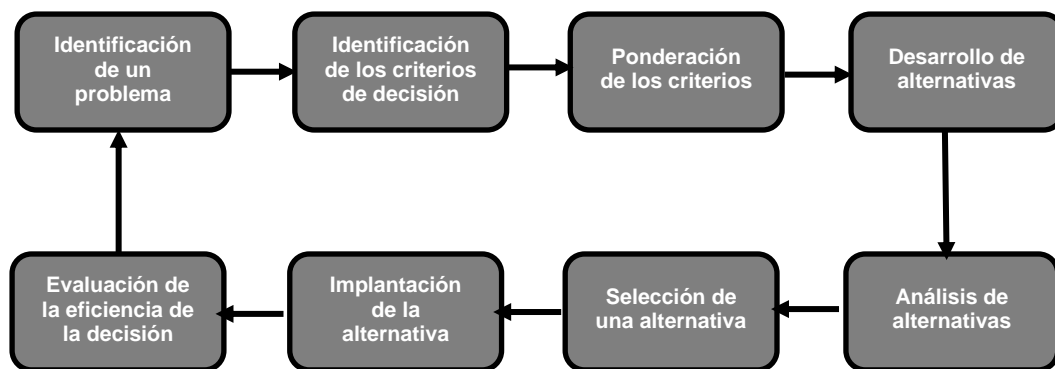 Identificación
de un
problema
Identificación
de los criterios
de decisión
Ponderación
de los criterios
Desarrollo de
alternativas
Evaluación de
la eficiencia de
la decisión
Implantación
de la
alternativa
Selección de
una alternativa
Análisis de
alternativas